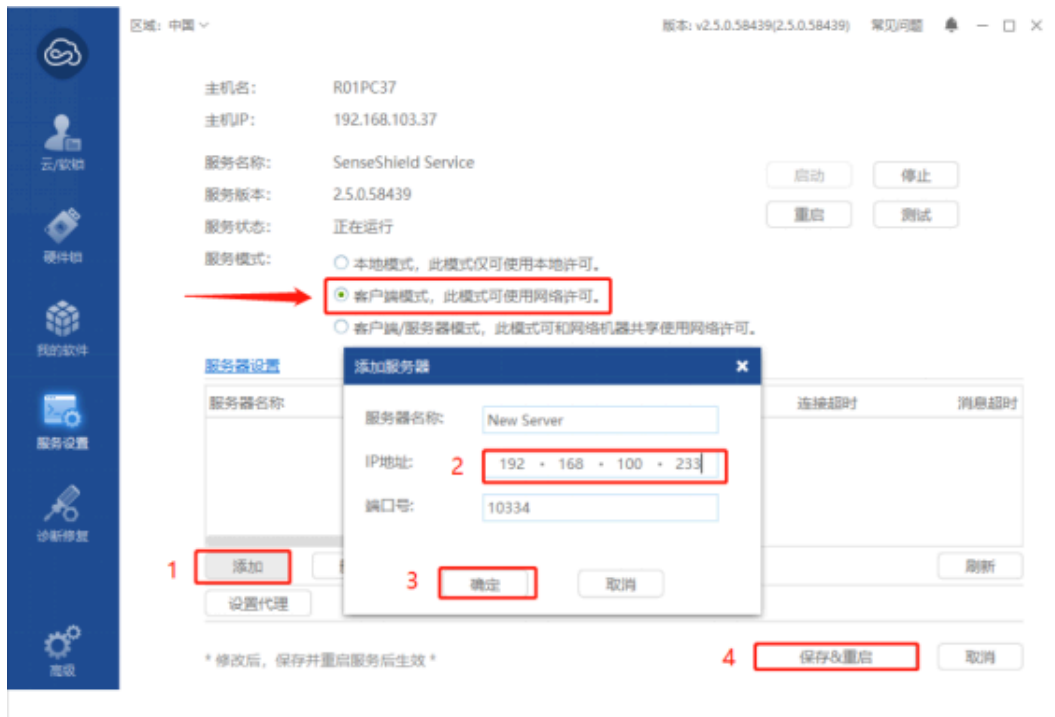 区域: 中国
版本: v2.5.0.58439(2.5.0.58439) 常见问题
云/软锁
硬件锁
我的软件
服务设置
诊断修复
高级
主机名: R01PC37
主机IP: 192.168.103.37
服务名称: SenseShield Service
服务版本: 2.5.0.58439
服务状态: 正在运行
启动 停止
重启 测试
服务模式: 本地模式，此模式仅可使用本地许可。
客户端模式，此模式可使用网络许可。
客户端/服务器模式，此模式可和网络机器共享使用网络许可。
服务器设置
服务器名称 连接超时 消息超时
添加服务器
服务器名称: New Server
IP地址: 2 192 · 168 · 100 · 233
端口号: 10334
3 确定 取消
1 添加 刷新
设置代理
* 修改后，保存并重启服务后生效 *
4 保存&重启 取消